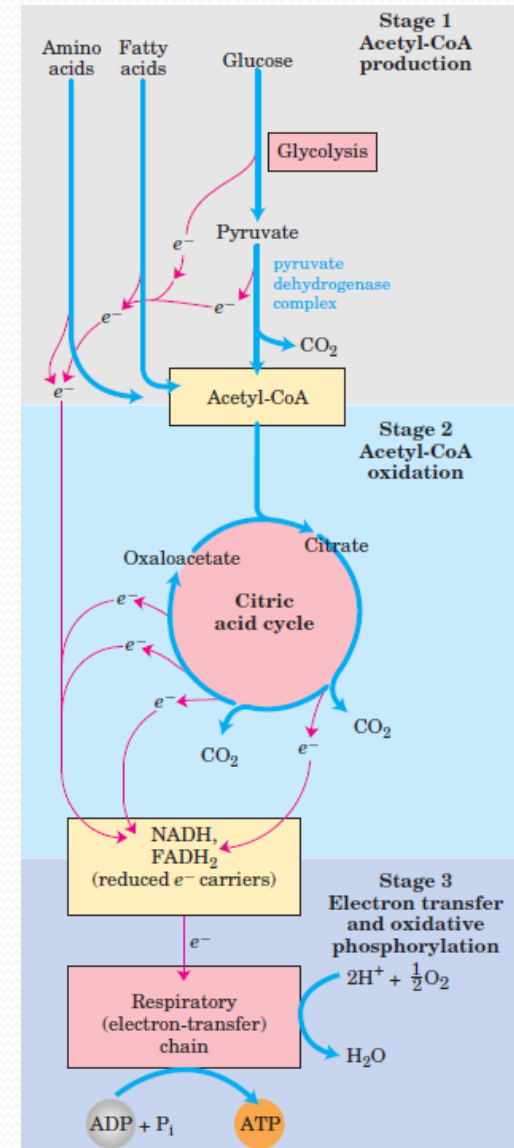 Stage 1
Acetyl-CoA
production
Amino
acids
Fatty
acids
Glucose
Glycolysis
Pyruvate
e⁻
pyruvate
dehydrogenase
complex
e⁻
e⁻
CO₂
e⁻
Acetyl-CoA
Stage 2
Acetyl-CoA
oxidation
Oxaloacetate
Citrate
Citric
acid cycle
e⁻
e⁻
e⁻
CO₂
CO₂
e⁻
NADH,
FADH₂
(reduced e⁻ carriers)
Stage 3
Electron transfer
and oxidative
phosphorylation
e⁻
2H⁺ + ½O₂
Respiratory
(electron-transfer)
chain
H₂O
ADP + Pᵢ
ATP